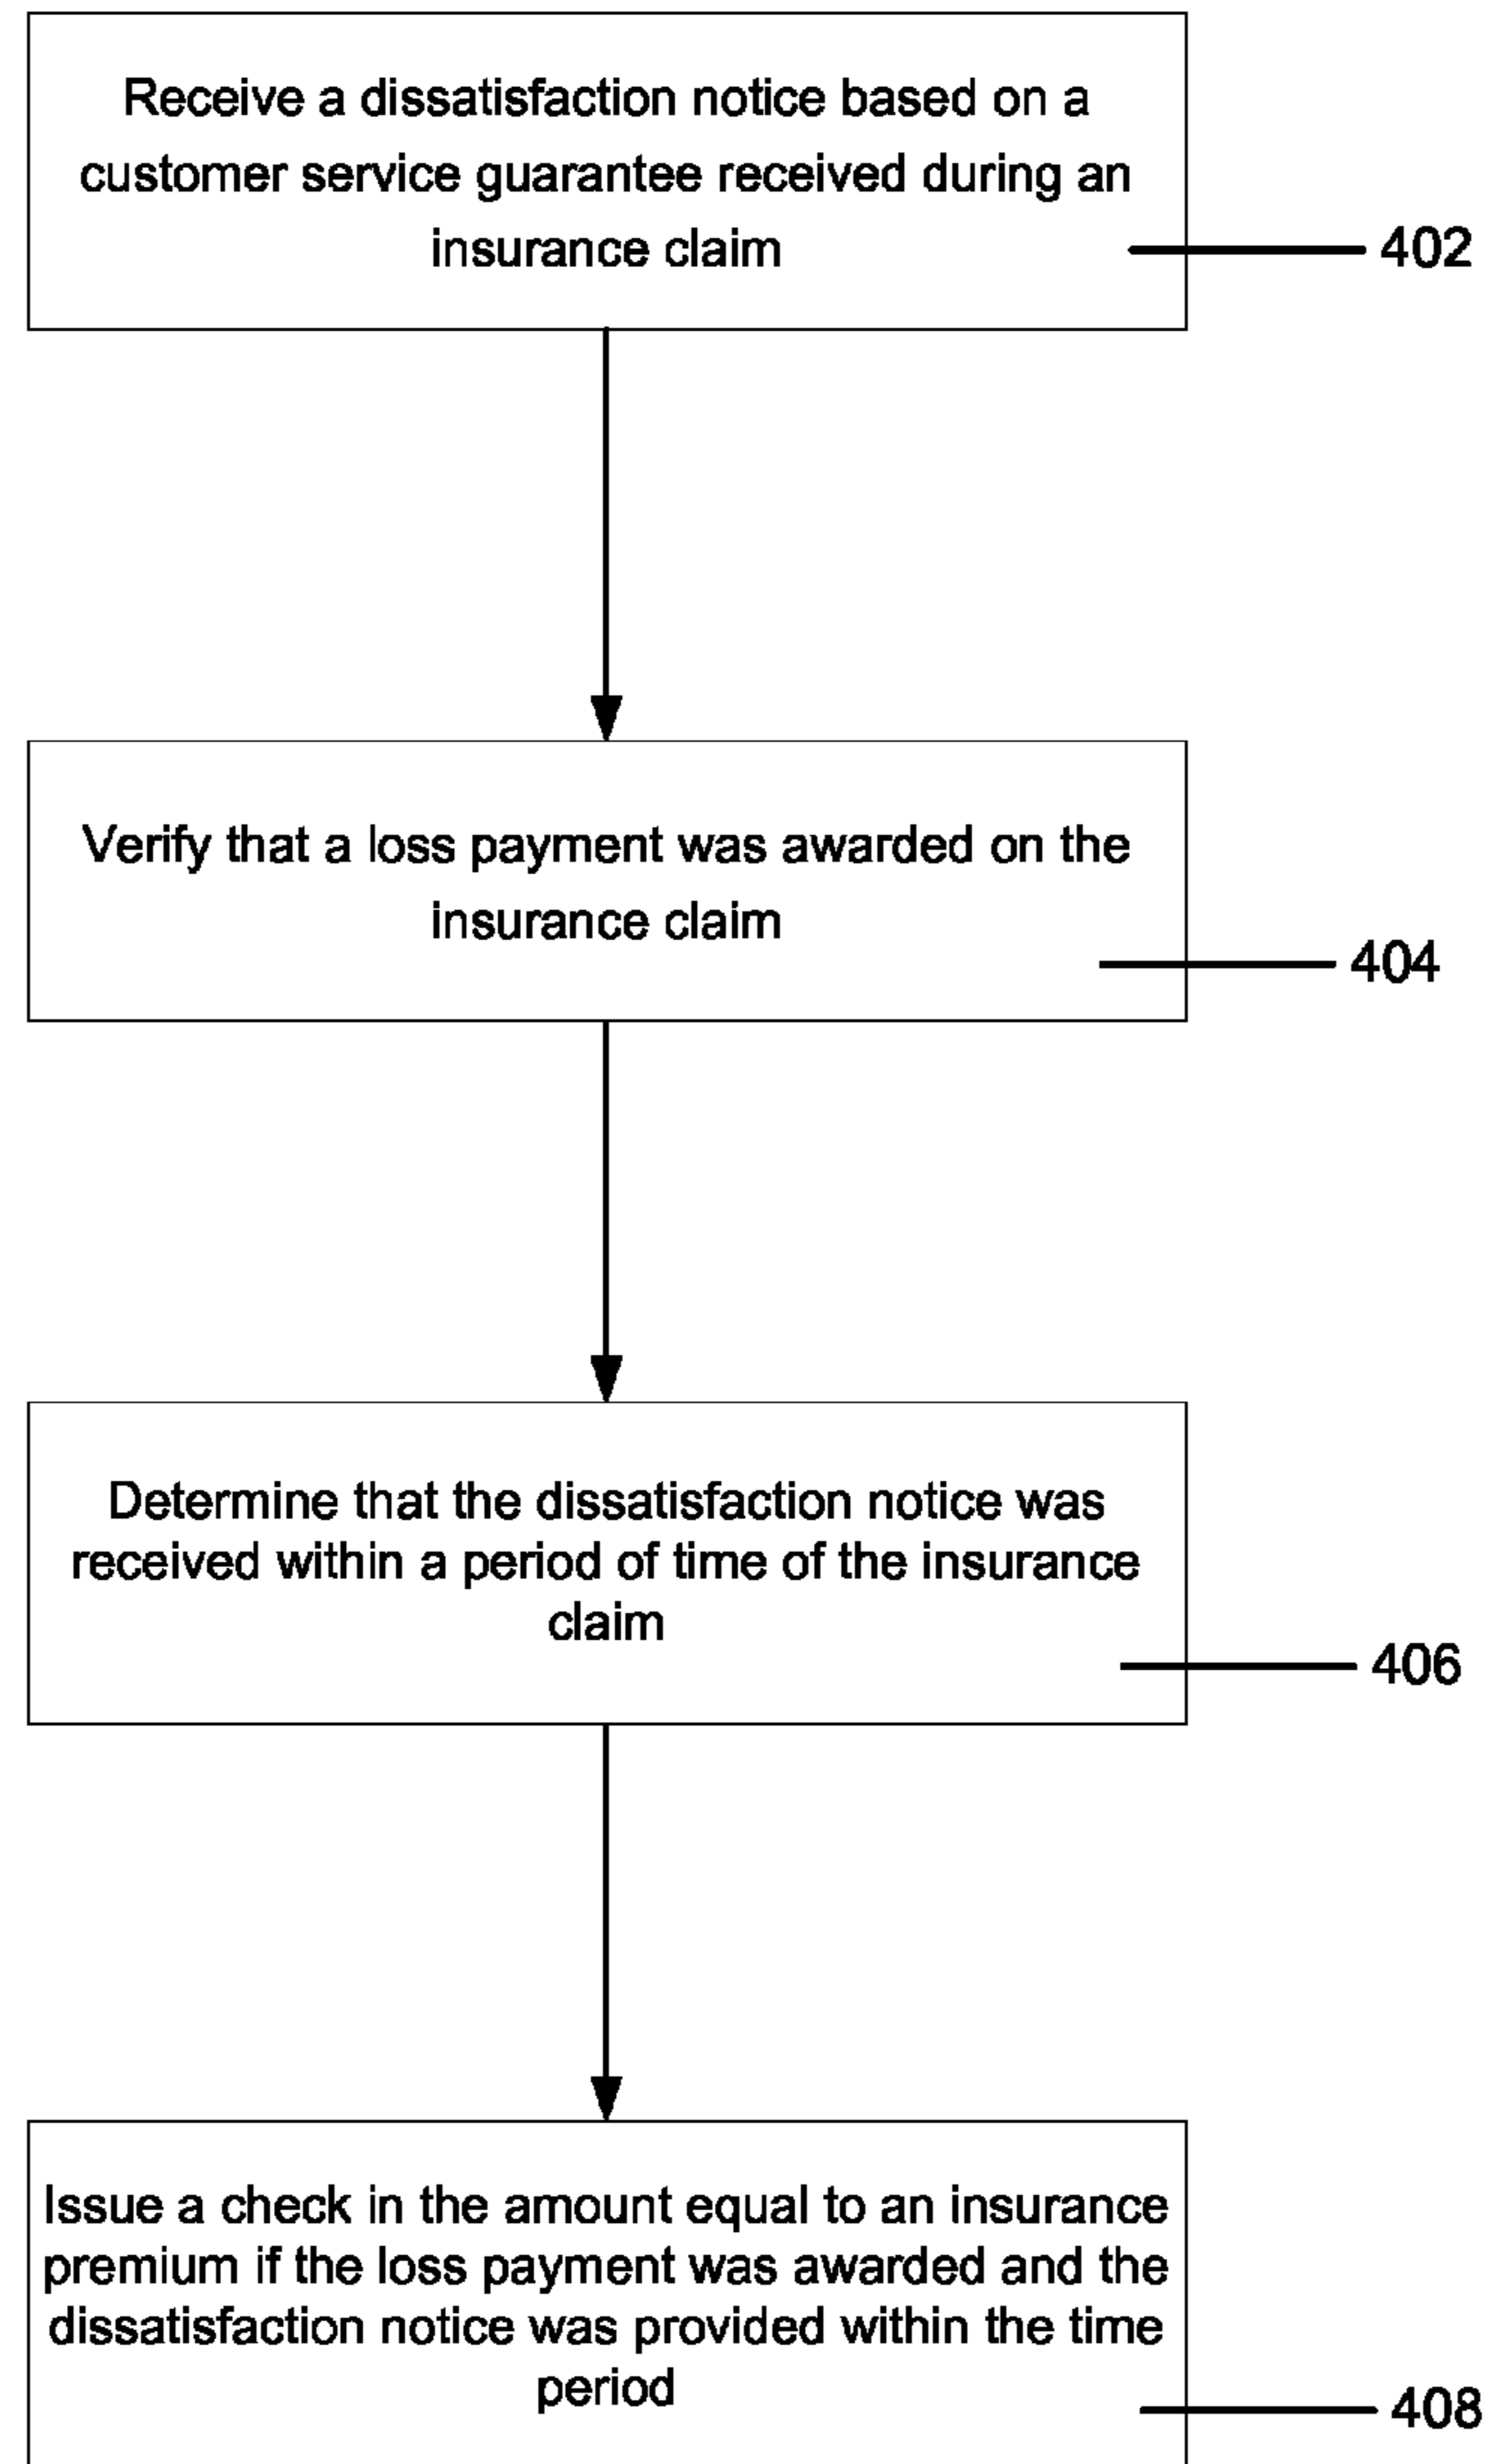 Receive a dissatisfaction notice based on a
customer service guarantee received during an
insurance claim
402
Verify that a loss payment was awarded on the
insurance claim
404
Determine that the dissatisfaction notice was
received within a period of time of the insurance
claim
406
Issue a check in the amount equal to an insurance
premium if the loss payment was awarded and the
dissatisfaction notice was provided within the time
period
408